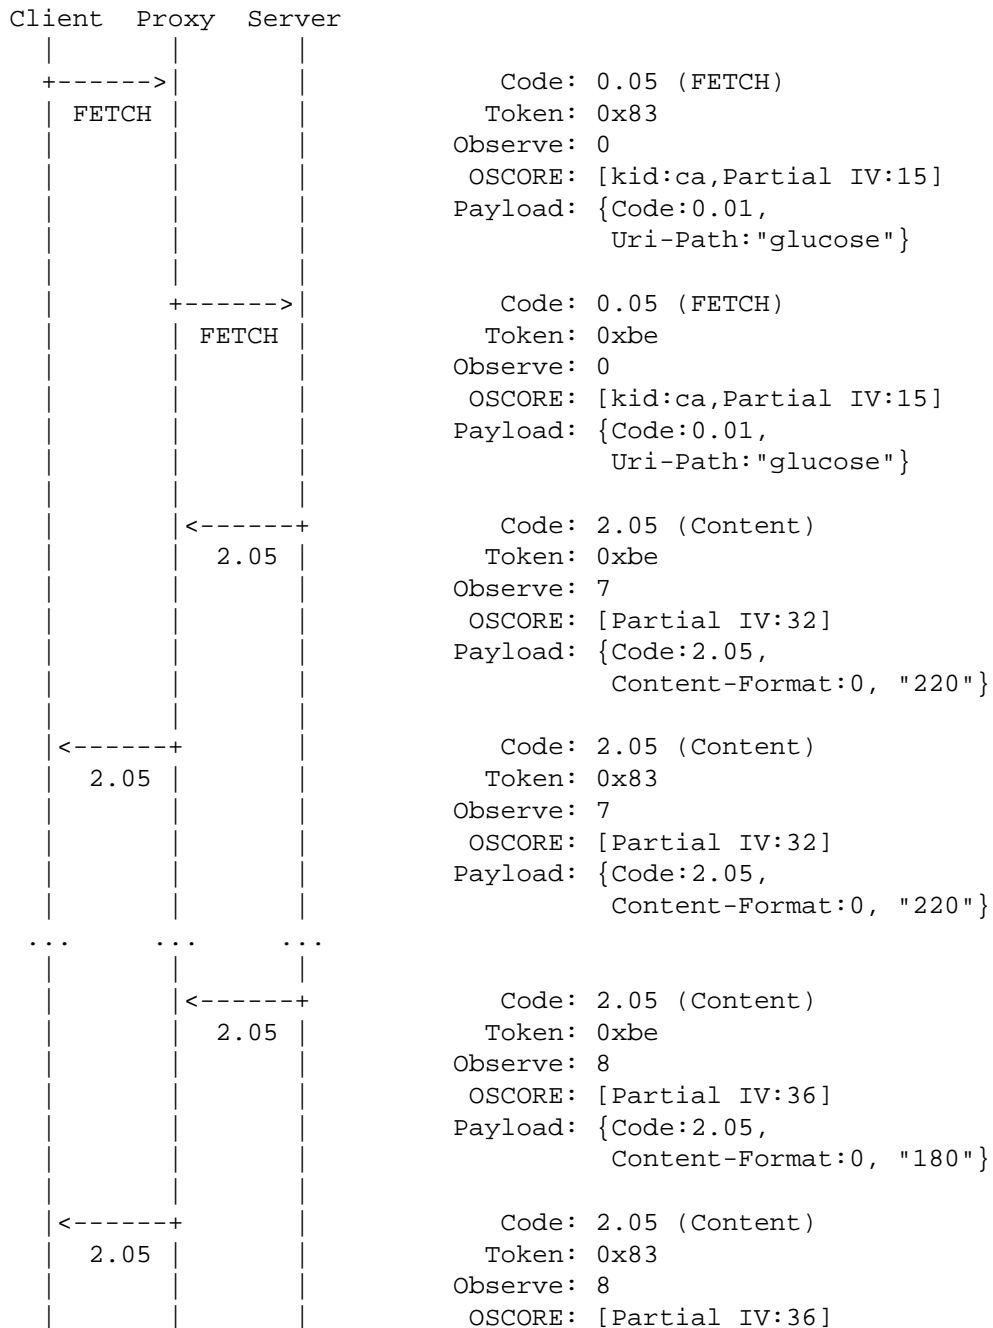 Client  Proxy  Server
  |       |       |
  +------>|       |            Code: 0.05 (FETCH)
  | FETCH |       |           Token: 0x83
  |       |       |         Observe: 0
  |       |       |          OSCORE: [kid:ca,Partial IV:15]
  |       |       |         Payload: {Code:0.01,
  |       |       |                   Uri-Path:"glucose"}
  |       |       |
  |       +------>|            Code: 0.05 (FETCH)
  |       | FETCH |           Token: 0xbe
  |       |       |         Observe: 0
  |       |       |          OSCORE: [kid:ca,Partial IV:15]
  |       |       |         Payload: {Code:0.01,
  |       |       |                   Uri-Path:"glucose"}
  |       |       |
  |       |<------+            Code: 2.05 (Content)
  |       |  2.05 |           Token: 0xbe
  |       |       |         Observe: 7
  |       |       |          OSCORE: [Partial IV:32]
  |       |       |         Payload: {Code:2.05,
  |       |       |                   Content-Format:0, "220"}
  |       |       |
  |<------+       |            Code: 2.05 (Content)
  |  2.05 |       |           Token: 0x83
  |       |       |         Observe: 7
  |       |       |          OSCORE: [Partial IV:32]
  |       |       |         Payload: {Code:2.05,
  |       |       |                   Content-Format:0, "220"}
 ...     ...     ...
  |       |       |
  |       |<------+            Code: 2.05 (Content)
  |       |  2.05 |           Token: 0xbe
  |       |       |         Observe: 8
  |       |       |          OSCORE: [Partial IV:36]
  |       |       |         Payload: {Code:2.05,
  |       |       |                   Content-Format:0, "180"}
  |       |       |
  |<------+       |            Code: 2.05 (Content)
  |  2.05 |       |           Token: 0x83
  |       |       |         Observe: 8
  |       |       |          OSCORE: [Partial IV:36]